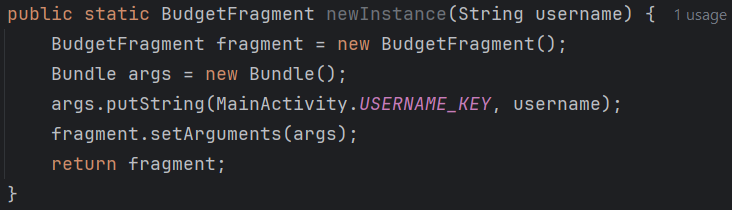 public static BudgetFragment newInstance(String username) { 1 usage
BudgetFragment fragment = new BudgetFragment();
Bundle args = new Bundle();
args.putString(MainActivity.USERNAME_KEY, username);
fragment.setArguments(args);
return fragment;
}